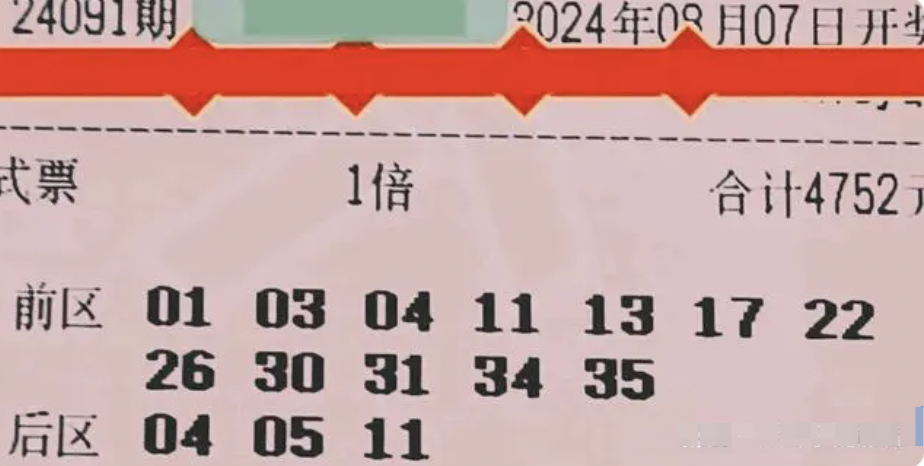 24091期 2024年08月07日开奖
式票 1倍 合计4752元
前区 01 03 04 11 13 17 22
26 30 31 34 35
后区 04 05 11